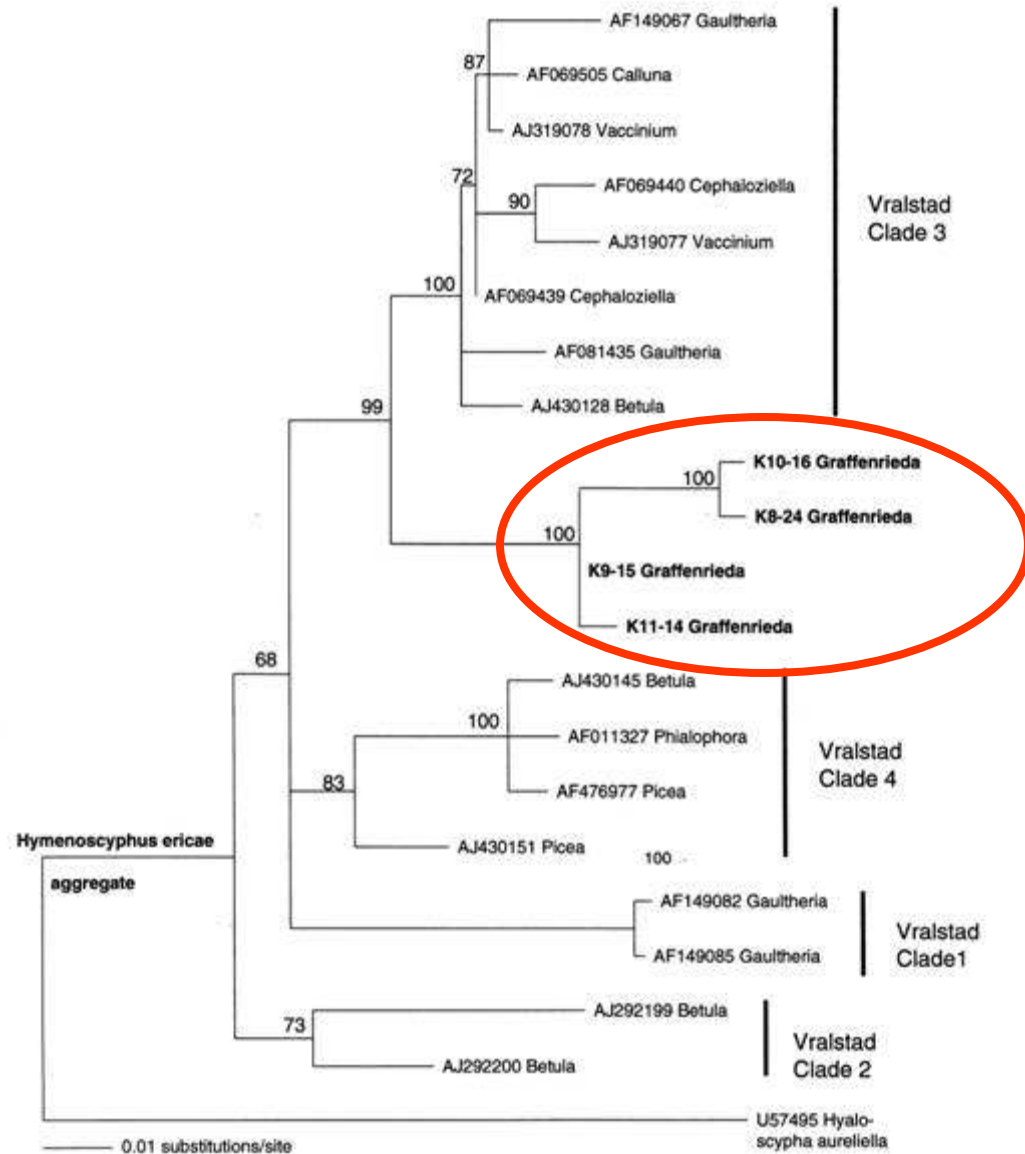 AF149067 Gaultheria
87
AF069505 Calluna
AJ319078 Vaccinium
72
AF069440 Cephaloziella
90
AJ319077 Vaccinium
Vralstad
Clade 3
100
AF069439 Cephaloziella
AF081435 Gaultheria
99
AJ430128 Betula
K10-16 Graffenrieda
100
K8-24 Graffenrieda
100
K9-15 Graffenrieda
K11-14 Graffenrieda
68
AJ430145 Betula
100
AF011327 Phialophora
Vralstad
Clade 4
83
AF476977 Picea
Hymenoscyphus ericae
aggregate
AJ430151 Picea
100
AF149082 Gaultheria
AF149085 Gaultheria
Vralstad
Clade1
AJ292199 Betula
73
AJ292200 Betula
Vralstad
Clade 2
U57495 Hyalo-
scypha aureliella
0.01 substitutions/site